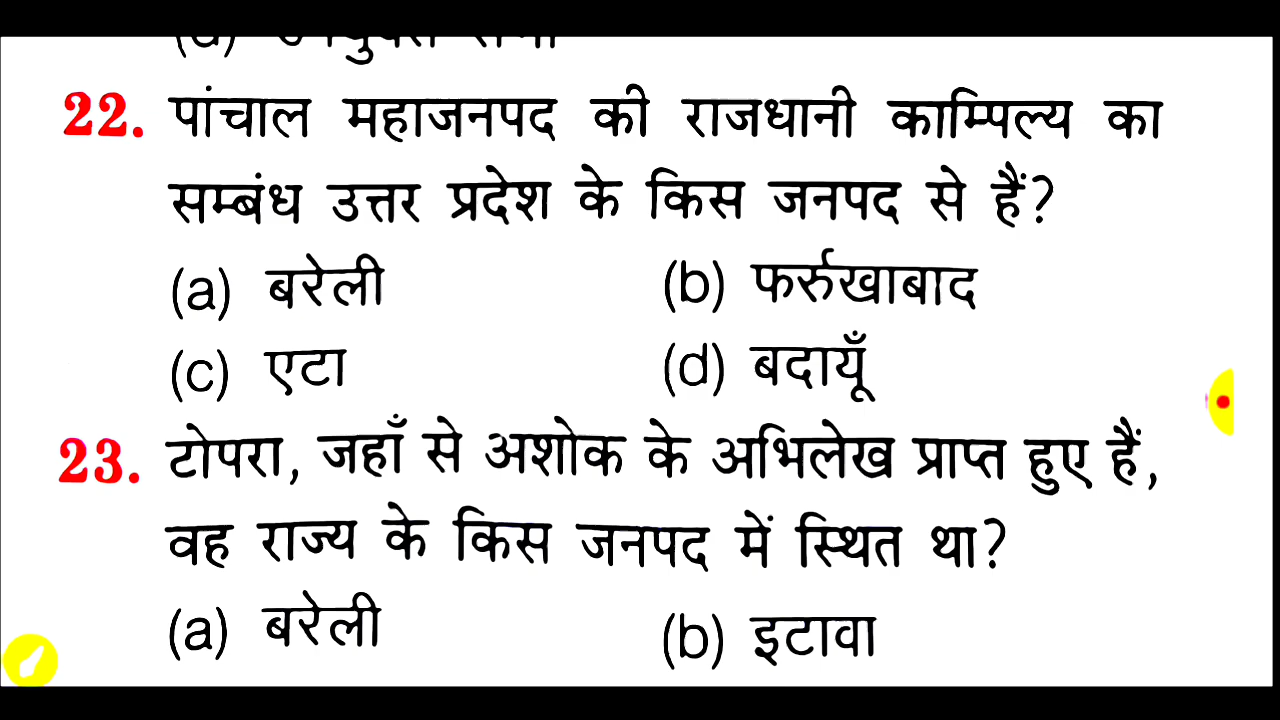 22. पांचाल महाजनपद की राजधानी काम्पिल्य का
सम्बंध उत्तर प्रदेश के किस जनपद से हैं?
(a) बरेली (b) फर्रुखाबाद
(c) एटा (d) बदायूँ
23. टोपरा, जहाँ से अशोक के अभिलेख प्राप्त हुए हैं,
वह राज्य के किस जनपद में स्थित था?
(a) बरेली (b) इटावा